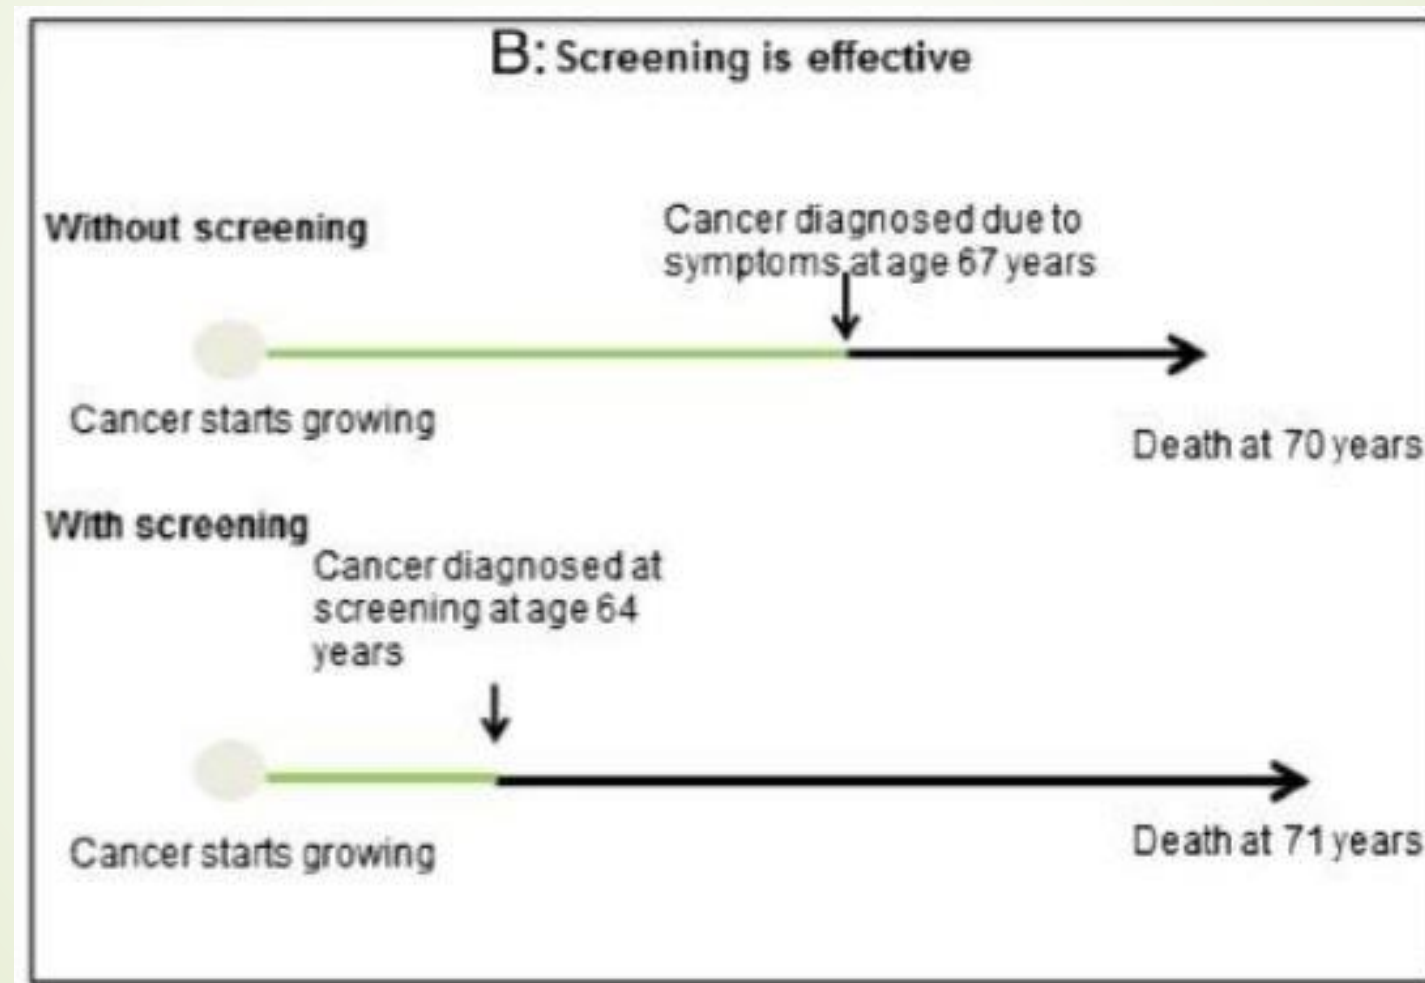 B: Screening is effective
Without screening
Cancer diagnosed due to
symptoms at age 67 years
Cancer starts growing
Death at 70 years
With screening
Cancer diagnosed at
screening at age 64
years
Cancer starts growing
Death at 71 years